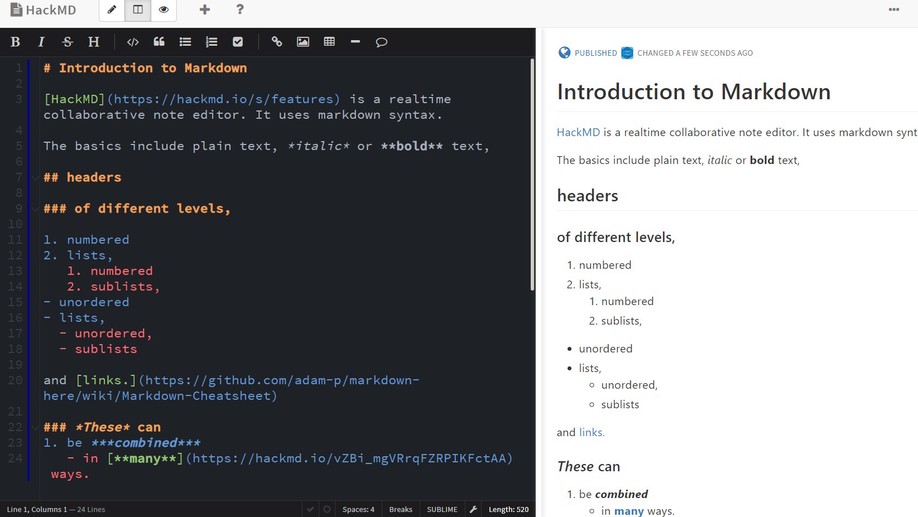 HackMD
?
B I S H
1 # Introduction to Markdown
2
3 [HackMD](https://hackmd.io/s/features) is a realtime
collaborative note editor. It uses markdown syntax.
4
5 The basics include plain text, *italic* or **bold** text,
6
7 ## headers
8
9 ### of different levels,
10
11 1. numbered
12 2. lists,
13 1. numbered
14 2. sublists,
15 - unordered
16 - lists,
17 - unordered,
18 - sublists
19
20 and [links.](https://github.com/adam-p/markdown-
here/wiki/Markdown-Cheatsheet)
21
22 ### *These* can
23 1. be ***combined***
24 - in [**many**](https://hackmd.io/vZBi_mgVRrqFZRPIKFctAA)
ways.
Line 1, Columns 1 — 24 Lines
Spaces: 4 Breaks SUBLIME Length: 520
PUBLISHED CHANGED A FEW SECONDS AGO
Introduction to Markdown
HackMD is a realtime collaborative note editor. It uses markdown synt
The basics include plain text, italic or bold text,
headers
of different levels,
1. numbered
2. lists,
1. numbered
2. sublists,
• unordered
• lists,
◦ unordered,
◦ sublists
and links.
These can
1. be combined
◦ in many ways.